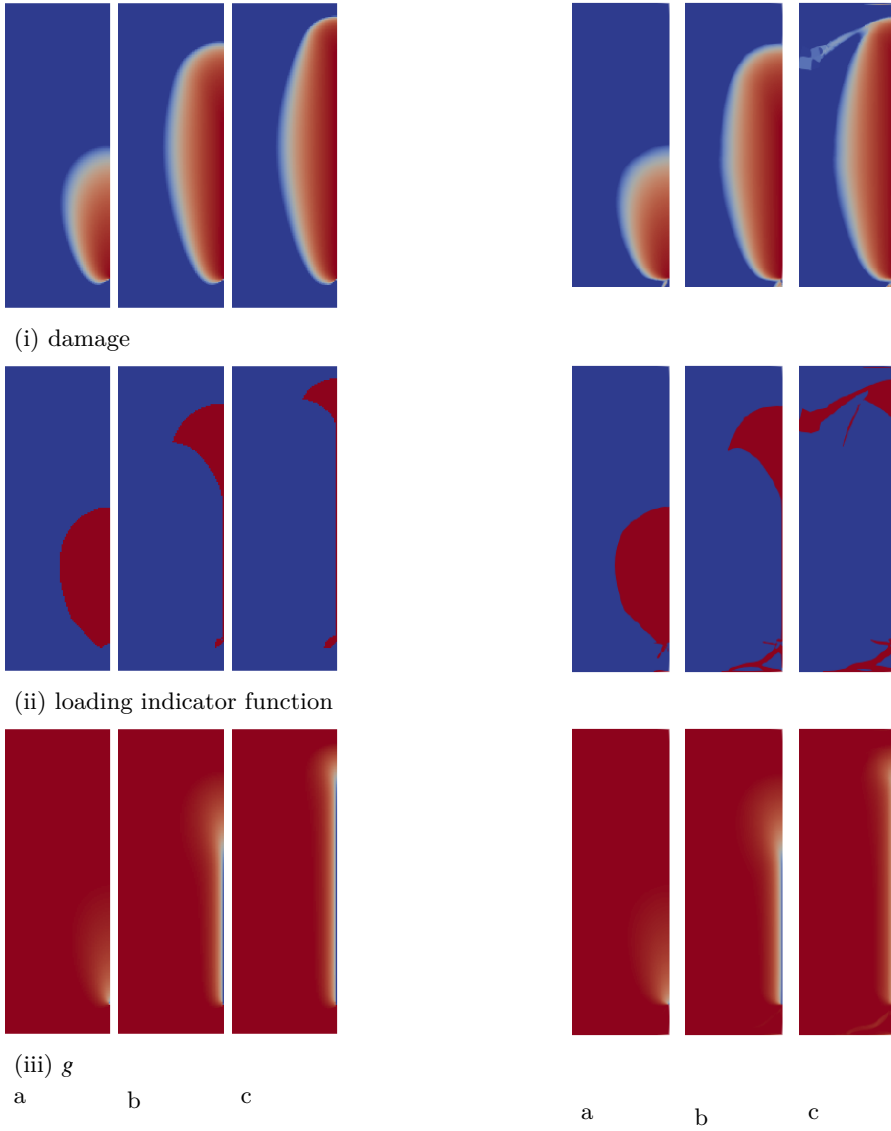 (i) damage
(ii) loading indicator function
(iii) g
a b c
a b c